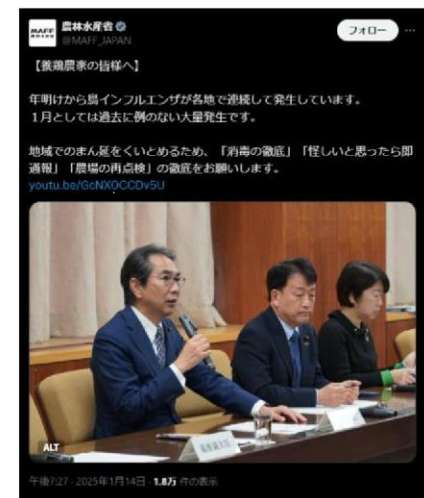 MAFF
農林水産省
@MAFF_JAPAN
フォロー
【養鶏農家の皆様へ】
年明けから鳥インフルエンザが各地で連続して発生しています。
1月としては過去に例のない大量発生です。
地域でのまん延をくいとめるため、「消毒の徹底」「怪しいと思ったら即
通報」「農場の再点検」の徹底をお願いします。
youtu.be/GcNXOCCDv5U
ALT
午後7:27 · 2025年1月14日 · 1.8万 件の表示